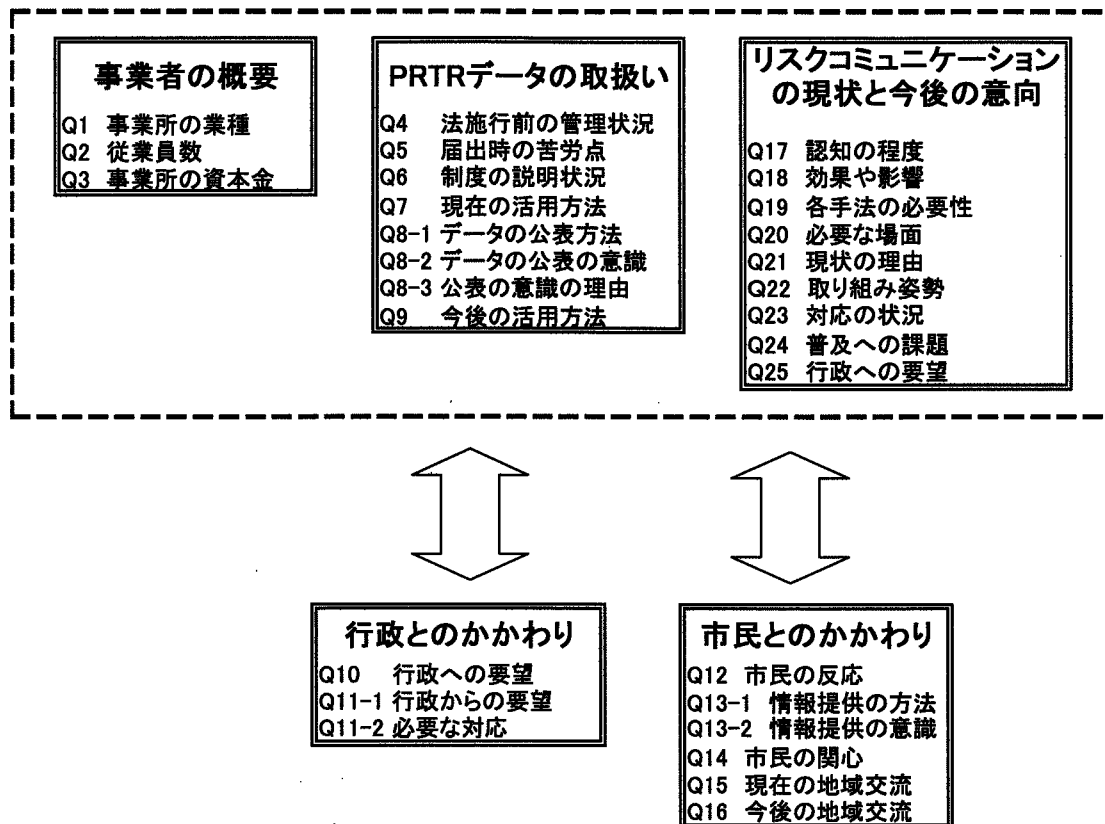 事業者の概要
Q1 事業所の業種
Q2 従業員数
Q3 事業所の資本金
PRTRデータの取扱い
Q4 法施行前の管理状況
Q5 届出時の苦労点
Q6 制度の説明状況
Q7 現在の活用方法
Q8-1 データの公表方法
Q8-2 データの公表の意識
Q8-3 公表の意識の理由
Q9 今後の活用方法
リスクコミュニケーション
の現状と今後の意向
Q17 認知の程度
Q18 効果や影響
Q19 各手法の必要性
Q20 必要な場面
Q21 現状の理由
Q22 取り組み姿勢
Q23 対応の状況
Q24 普及への課題
Q25 行政への要望
行政とのかかわり
Q10 行政への要望
Q11-1 行政からの要望
Q11-2 必要な対応
市民とのかかわり
Q12 市民の反応
Q13-1 情報提供の方法
Q13-2 情報提供の意識
Q14 市民の関心
Q15 現在の地域交流
Q16 今後の地域交流